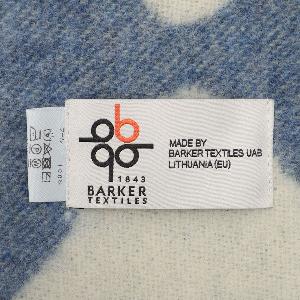 1843
BARKER
TEXTILES
MADE BY
BARKER TEXTILES UAB
LITHUANIA (EU)